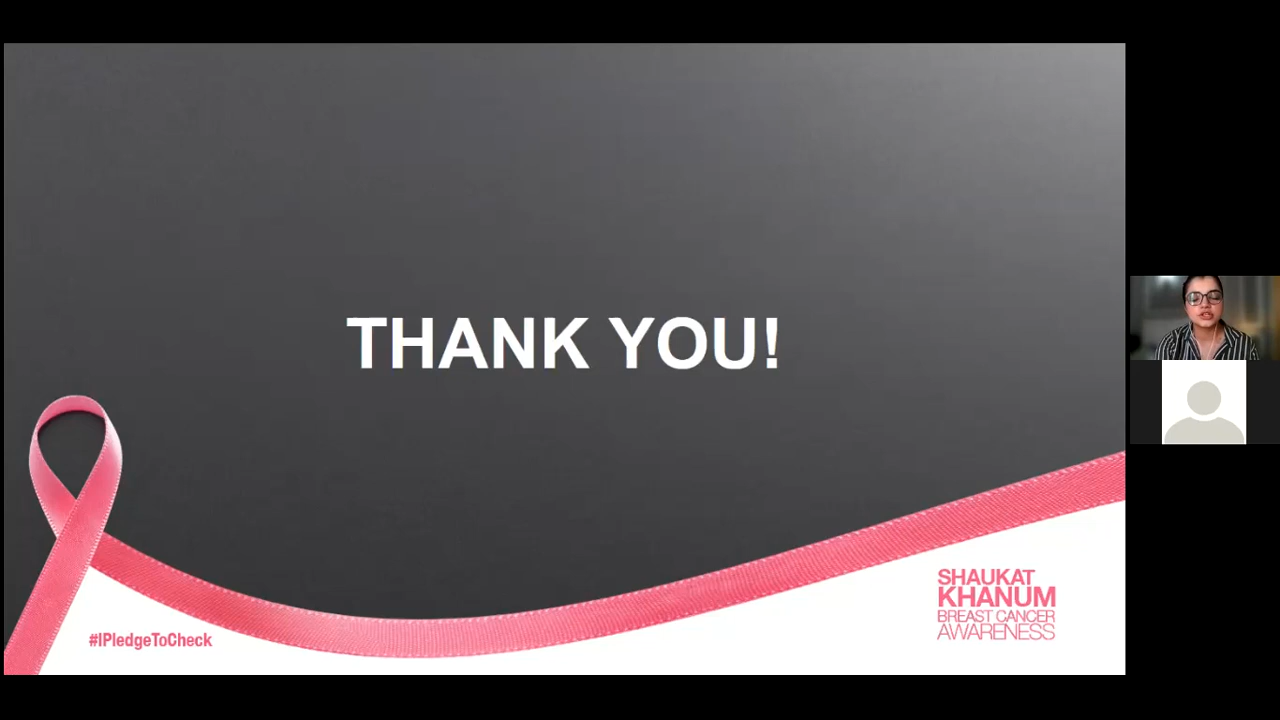 THANK YOU!
#IPledgeToCheck
SHAUKAT
KHANUM
BREAST CANCER
AWARENESS